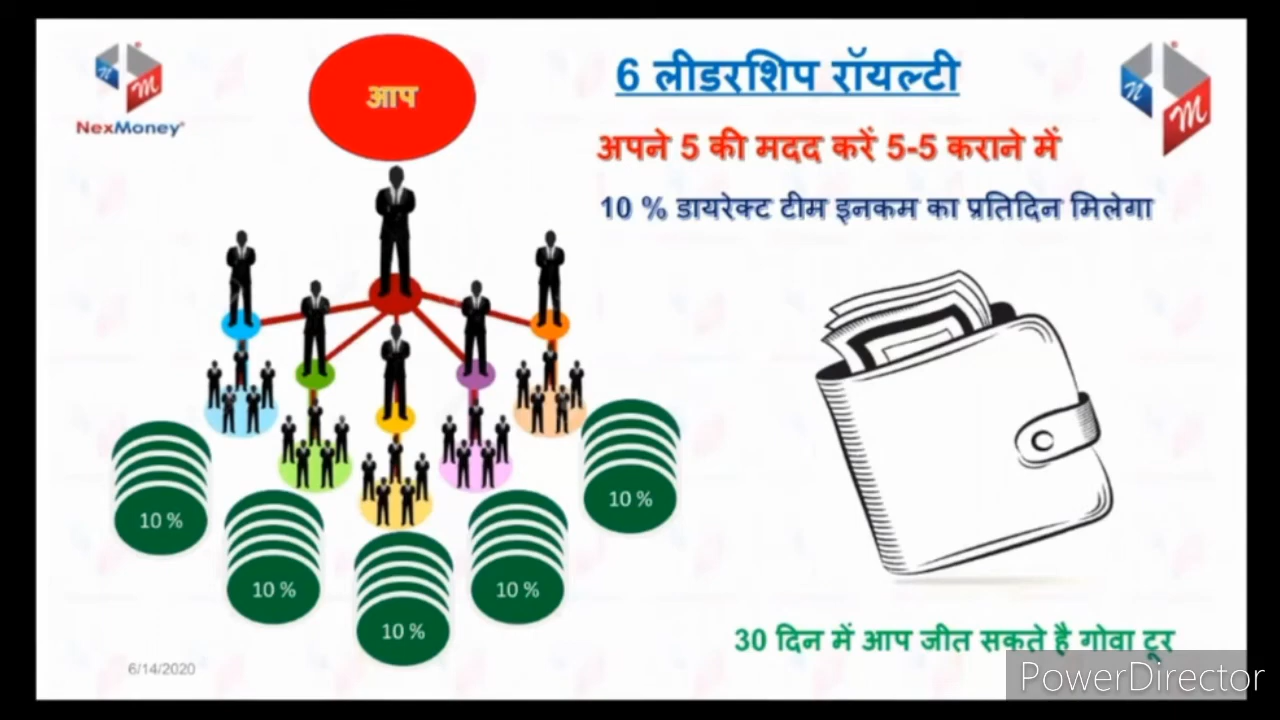 आप
NexMoney
6 लीडरशिप रॉयल्टी
अपने 5 की मदद करें 5-5 कराने में
10 % डायरेक्ट टीम इनकम का प्रतिदिन मिलेगा
10 %
10 %
10 %
10 %
10 %
30 दिन में आप जीत सकते है गोवा टूर
6/14/2020
PowerDirector